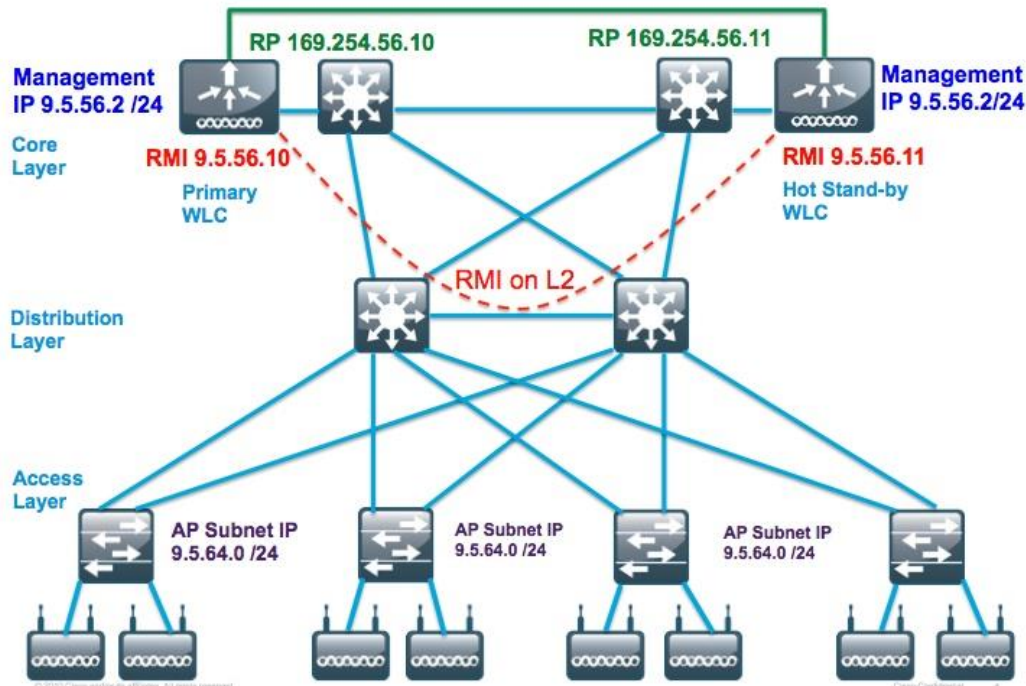 RP 169.254.56.10
RP 169.254.56.11
Management
IP 9.5.56.2 /24
Management
IP 9.5.56.2/24
Core
Layer
RMI 9.5.56.10
RMI 9.5.56.11
Primary
WLC
Hot Stand-by
WLC
RMI on L2
Distribution
Layer
Access
Layer
AP Subnet IP
9.5.64.0 /24
AP Subnet IP
9.5.64.0 /24
AP Subnet IP
9.5.64.0 /24
Cisco Confidential